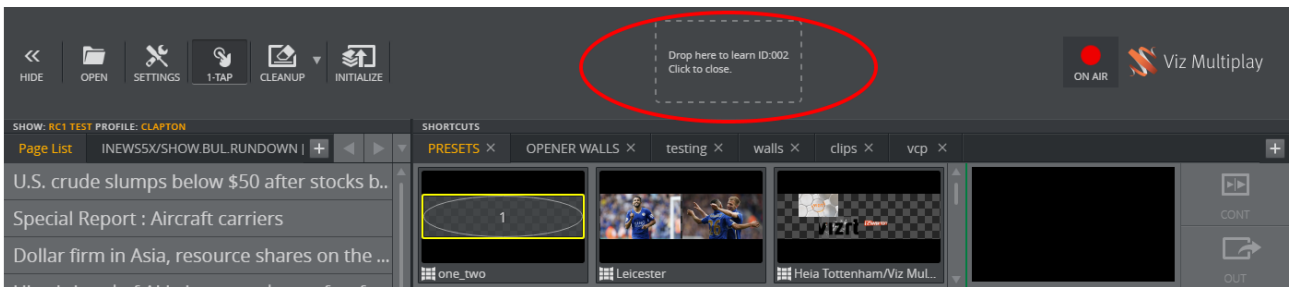 Drop here to learn ID:002
Click to close.
HIDE
OPEN
SETTINGS
1-TAP
CLEANUP
INITIALIZE
ON AIR
Viz Multiplay
SHOW: RC1 TEST PROFILE: CLAPTON
SHORTCUTS
Page List
INEWS5X/SHOW.BUL.RUNDOWN |
PRESETS
OPENER WALLS
testing
walls
clips
vcp
U.S. crude slumps below $50 after stocks b..
Special Report : Aircraft carriers
Dollar firm in Asia, resource shares on the ...
1
vizrt
one_two
Leicester
Heia Tottenham/Viz Mul...
CONT
OUT